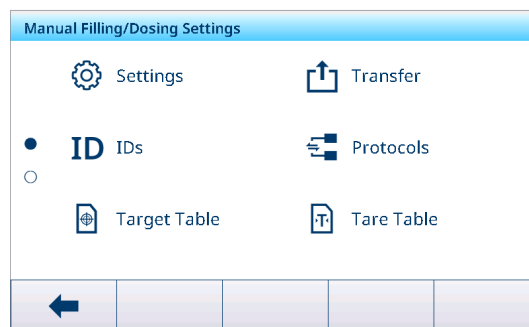 Manual Filling/Dosing Settings
Settings
Transfer
ID IDs
Protocols
Target Table
T Tare Table